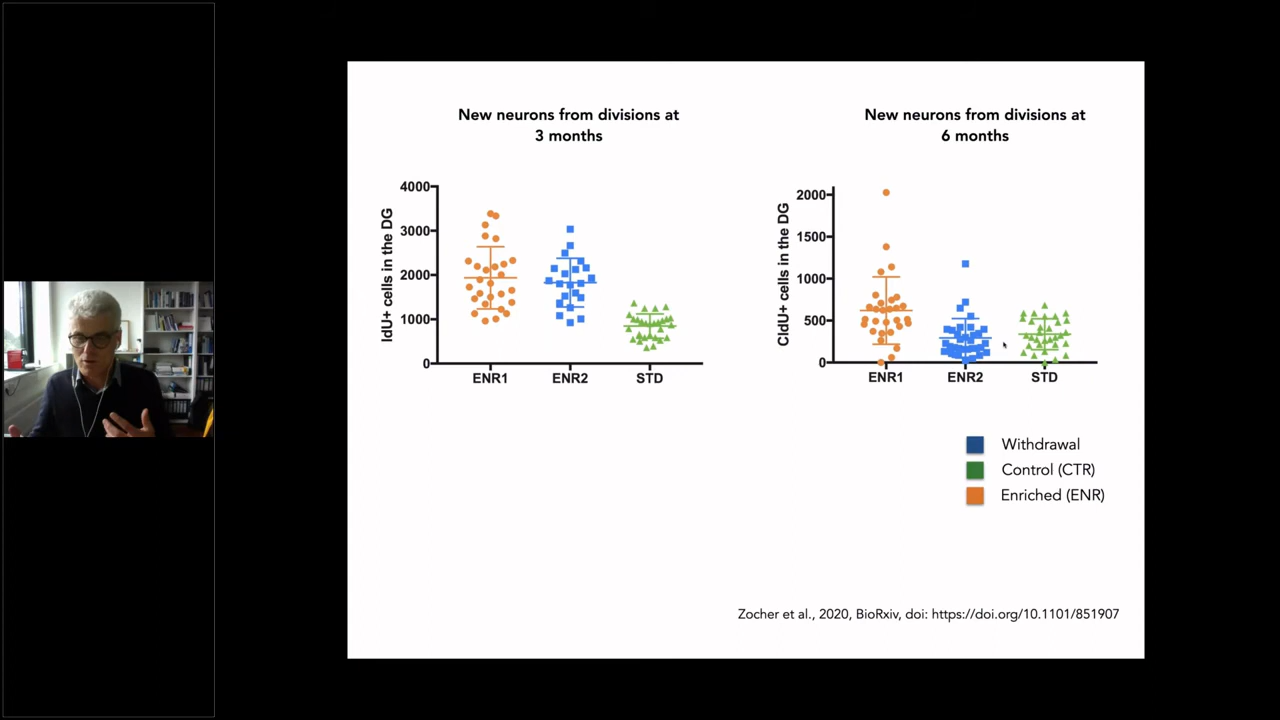 New neurons from divisions at
3 months
New neurons from divisions at
6 months
IdU+ cells in the DG
4000
3000
2000
1000
0
ENR1 ENR2 STD
CldU+ cells in the DG
2000
1500
1000
500
0
ENR1 ENR2 STD
Withdrawal
Control (CTR)
Enriched (ENR)
Zocher et al., 2020, BioRxiv, doi: https://doi.org/10.1101/851907